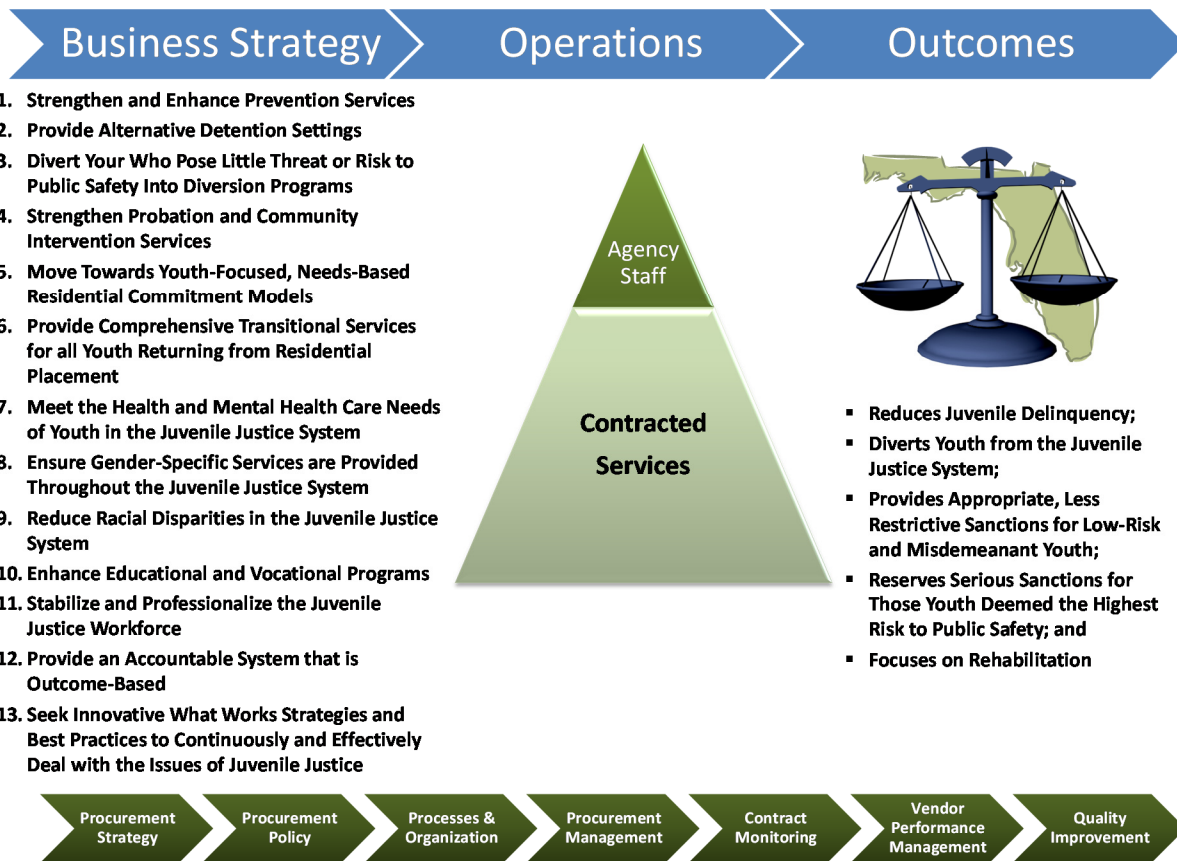 Business Strategy
Operations
Outcomes
1. Strengthen and Enhance Prevention Services
2. Provide Alternative Detention Settings
3. Divert Your Who Pose Little Threat or Risk to
Public Safety Into Diversion Programs
4. Strengthen Probation and Community
Intervention Services
5. Move Towards Youth-Focused, Needs-Based
Residential Commitment Models
6. Provide Comprehensive Transitional Services
for all Youth Returning from Residential
Placement
7. Meet the Health and Mental Health Care Needs
of Youth in the Juvenile Justice System
8. Ensure Gender-Specific Services are Provided
Throughout the Juvenile Justice System
9. Reduce Racial Disparities in the Juvenile Justice
System
10. Enhance Educational and Vocational Programs
11. Stabilize and Professionalize the Juvenile
Justice Workforce
12. Provide an Accountable System that is
Outcome-Based
13. Seek Innovative What Works Strategies and
Best Practices to Continuously and Effectively
Deal with the Issues of Juvenile Justice
Agency
Staff
Contracted
Services
▪ Reduces Juvenile Delinquency;
▪ Diverts Youth from the Juvenile
Justice System;
▪ Provides Appropriate, Less
Restrictive Sanctions for Low-Risk
and Misdemeanant Youth;
▪ Reserves Serious Sanctions for
Those Youth Deemed the Highest
Risk to Public Safety; and
▪ Focuses on Rehabilitation
Procurement
Strategy
Procurement
Policy
Processes &
Organization
Procurement
Management
Contract
Monitoring
Vendor
Performance
Management
Quality
Improvement